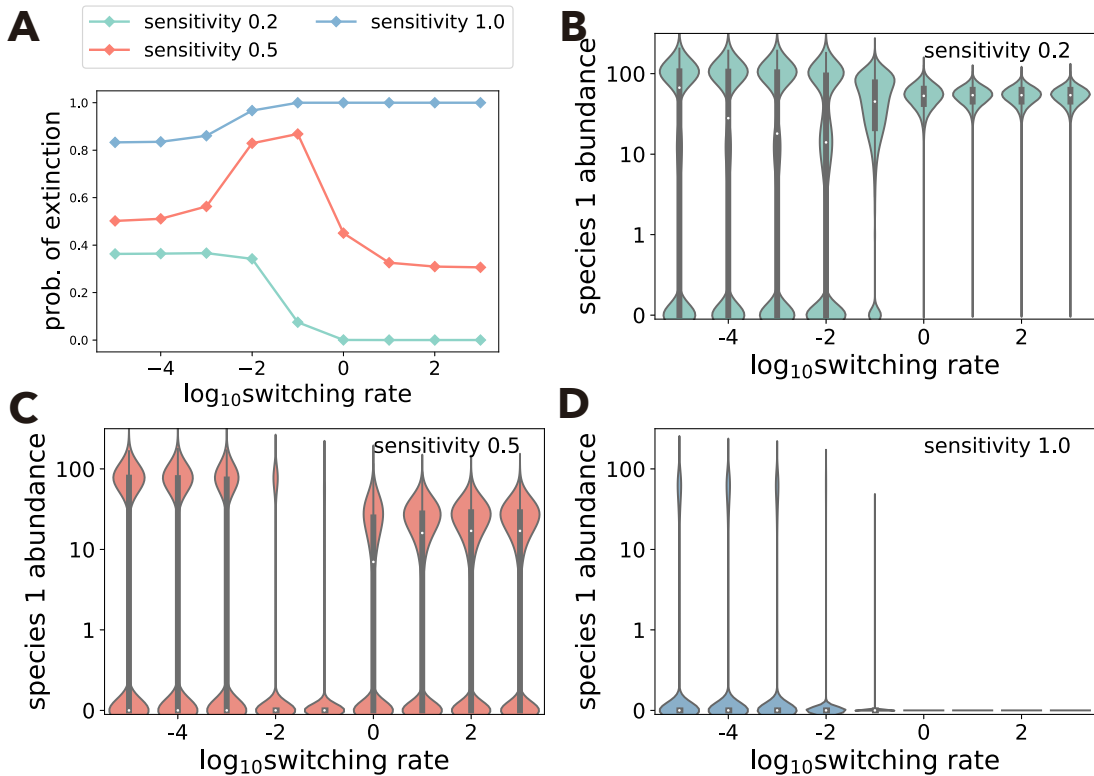 A
sensitivity 0.2
sensitivity 1.0
sensitivity 0.5
prob. of extinction
1.0
0.8
0.6
0.4
0.2
0.0
−4
−2
0
2
log10switching rate
B
sensitivity 0.2
species 1 abundance
100
10
1
0
-4
-2
0
2
log10switching rate
C
sensitivity 0.5
species 1 abundance
100
10
1
0
-4
-2
0
2
log10switching rate
D
sensitivity 1.0
species 1 abundance
100
10
1
0
-4
-2
0
2
log10switching rate